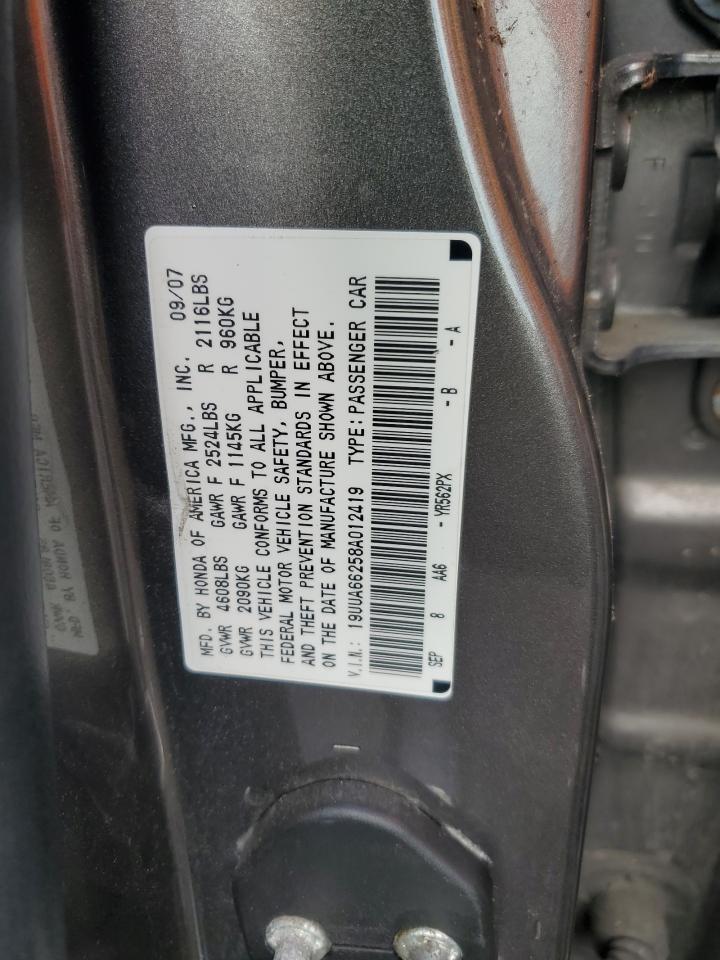 MFD. BY HONDA OF AMERICA MFG., INC. 09/07
GVWR 4608LBS GAWR F 2524LBS R 2116LBS
GVWR 2090KG GAWR F 1145KG R 960KG
THIS VEHICLE CONFORMS TO ALL APPLICABLE
FEDERAL MOTOR VEHICLE SAFETY, BUMPER,
AND THEFT PREVENTION STANDARDS IN EFFECT
ON THE DATE OF MANUFACTURE SHOWN ABOVE.
V.I.N.: 19UUA66258A012419 TYPE: PASSENGER CAR
SEP 8 AA6 - YR562PX - B - A